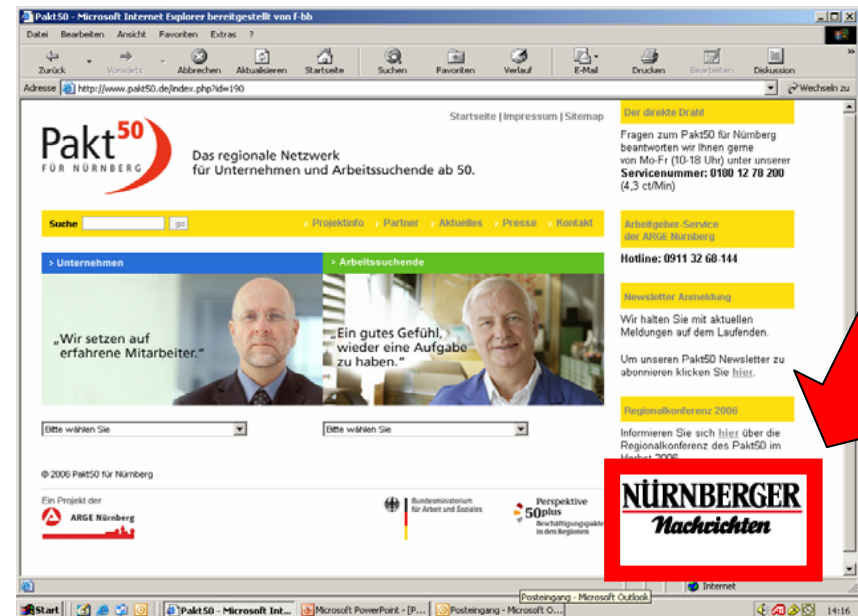 Pakt50 - Microsoft Internet Explorer bereitgestellt von f-bb
Datei Bearbeiten Ansicht Favoriten Extras ?
Zurück Vorwärts Abbrechen Aktualisieren Startseite Suchen Favoriten Verlauf E-Mail Drucken Bearbeiten Diskussion
Adresse http://www.pakt50.de/index.php?id=190 Wechseln zu
Startseite | Impressum | Sitemap
Pakt50
FÜR NÜRNBERG
Das regionale Netzwerk
für Unternehmen und Arbeitssuchende ab 50.
Suche go › Projektinfo › Partner › Aktuelles › Presse › Kontakt
› Unternehmen
„Wir setzen auf
erfahrene Mitarbeiter."
Bitte wählen Sie
› Arbeitssuchende
„Ein gutes Gefühl,
wieder eine Aufgabe
zu haben."
Bitte wählen Sie
© 2006 Pakt50 für Nürnberg
Ein Projekt der
ARGE Nürnberg
Bundesministerium
für Arbeit und Soziales
Perspektive
50plus
Beschäftigungspakte
in den Regionen
Der direkte Draht
Fragen zum Pakt50 für Nürnberg
beantworten wir Ihnen gerne
von Mo-Fr (10-18 Uhr) unter unserer
Servicenummer: 0180 12 78 200
(4,3 ct/Min)
Arbeitgeber-Service
der ARGE Nürnberg
Hotline: 0911 32 68-144
Newsletter Anmeldung
Wir halten Sie mit aktuellen
Meldungen auf dem Laufenden.
Um unseren Pakt50 Newsletter zu
abonnieren klicken Sie hier.
Regionalkonferenz 2006
Informieren Sie sich hier über die
Regionalkonferenz des Pakt50 im
Herbst 2006
NÜRNBERGER
Nachrichten
Internet
Posteingang - Microsoft Outlook
Start Pakt50 - Microsoft Int... Microsoft PowerPoint - [P... Posteingang - Microsoft O... 14:16